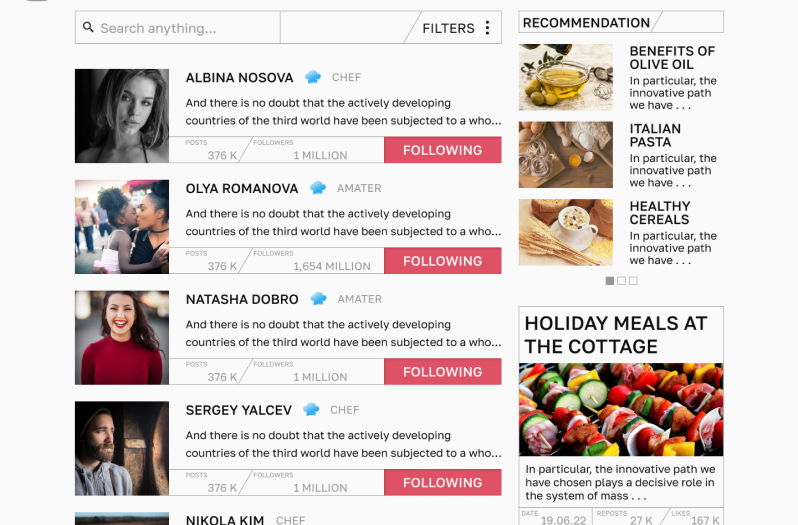 Search anything...
FILTERS
ALBINA NOSOVA CHEF
And there is no doubt that the actively developing
countries of the third world have been subjected to a who...
POSTS
376 K
FOLLOWERS
1 MILLION
FOLLOWING
OLYA ROMANOVA AMATER
And there is no doubt that the actively developing
countries of the third world have been subjected to a who...
POSTS
376 K
FOLLOWERS
1,654 MILLION
FOLLOWING
NATASHA DOBRO AMATER
And there is no doubt that the actively developing
countries of the third world have been subjected to a who...
POSTS
376 K
FOLLOWERS
1 MILLION
FOLLOWING
SERGEY YALCEV CHEF
And there is no doubt that the actively developing
countries of the third world have been subjected to a who...
POSTS
376 K
FOLLOWERS
1 MILLION
FOLLOWING
NIKOLA KIM CHEF
RECOMMENDATION
BENEFITS OF
OLIVE OIL
In particular, the
innovative path
we have . . .
ITALIAN
PASTA
In particular, the
innovative path
we have . . .
HEALTHY
CEREALS
In particular, the
innovative path
we have . . .
HOLIDAY MEALS AT
THE COTTAGE
In particular, the innovative path we
have chosen plays a decisive role in
the system of mass . . .
DATE
19.06.22
REPOSTS
27 K
LIKES
167 K